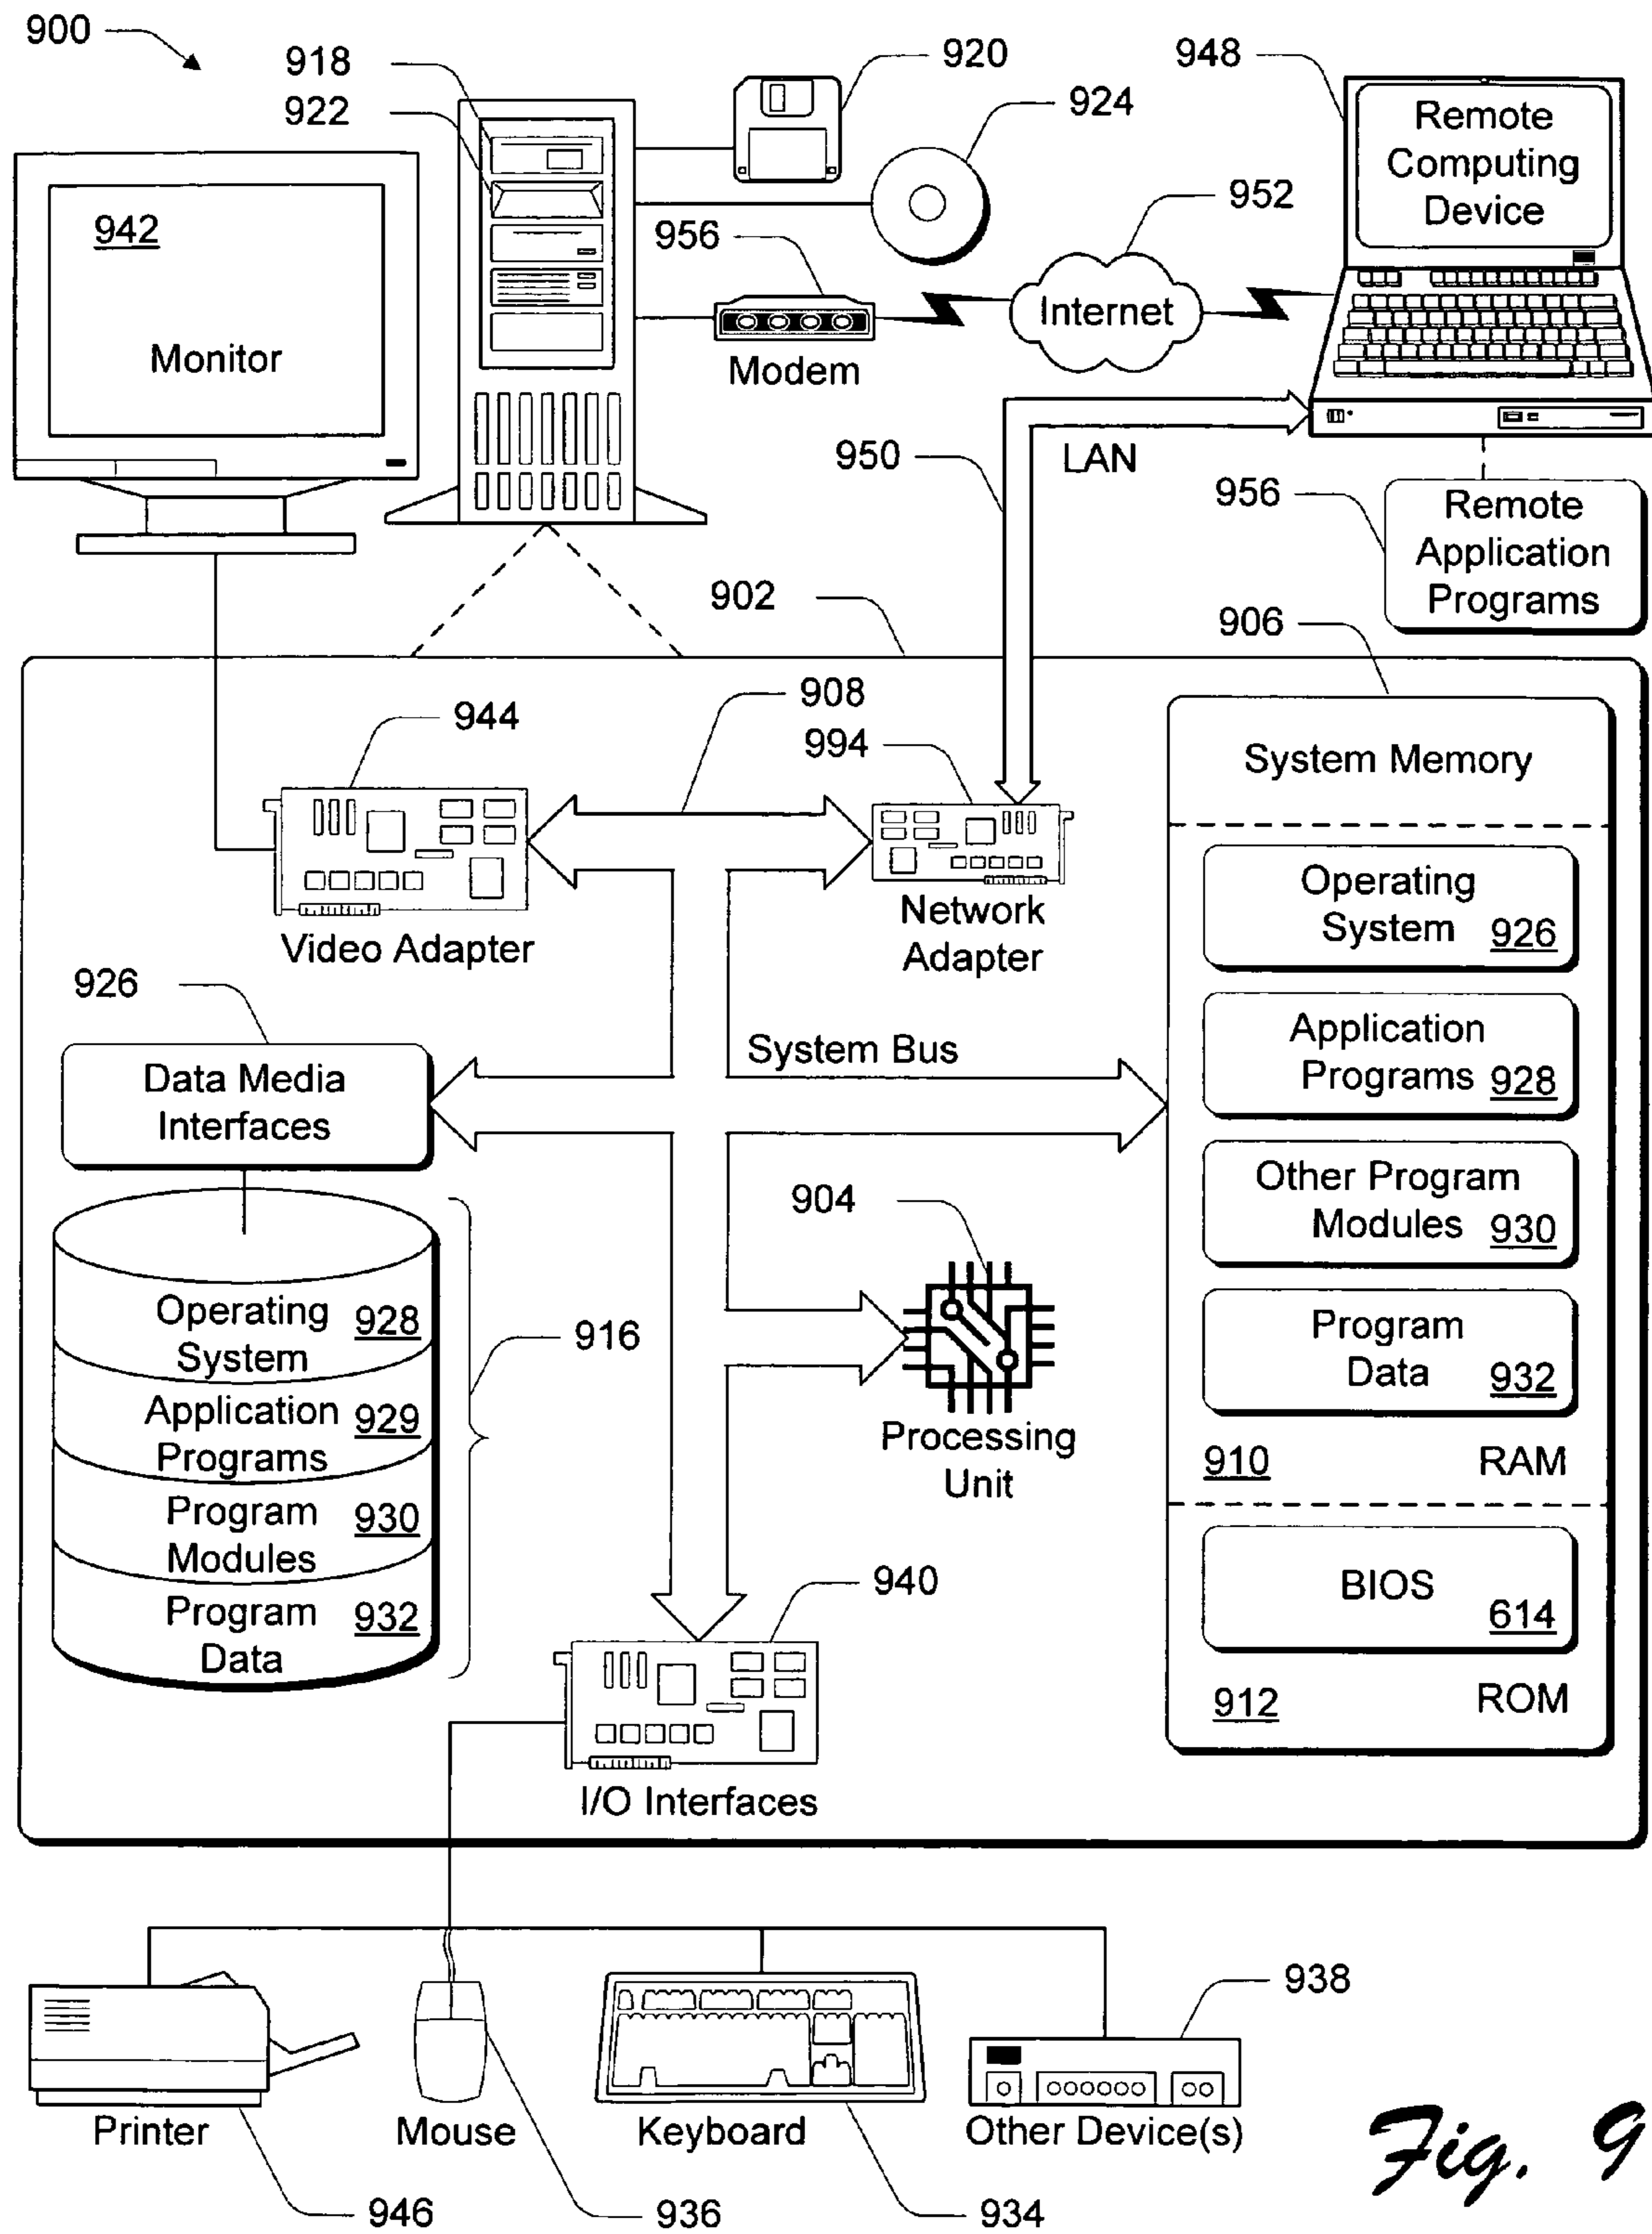 900
918
922
920
924
948
Remote
Computing
Device
942
Monitor
956
952
Internet
Modem
950
LAN
956
Remote
Application
Programs
902
906
908
944
994
System Memory
Video Adapter
Network
Adapter
Operating
System 926
926
Data Media
Interfaces
System Bus
Application
Programs 928
Other Program
Modules 930
904
Operating
System 928
916
Program
Data 932
Application
Programs 929
Processing
Unit
910 RAM
Program
Modules 930
940
BIOS
614
Program
Data 932
912 ROM
I/O Interfaces
938
Printer
Mouse
Keyboard
Other Device(s)
946
936
934
Fig. 9